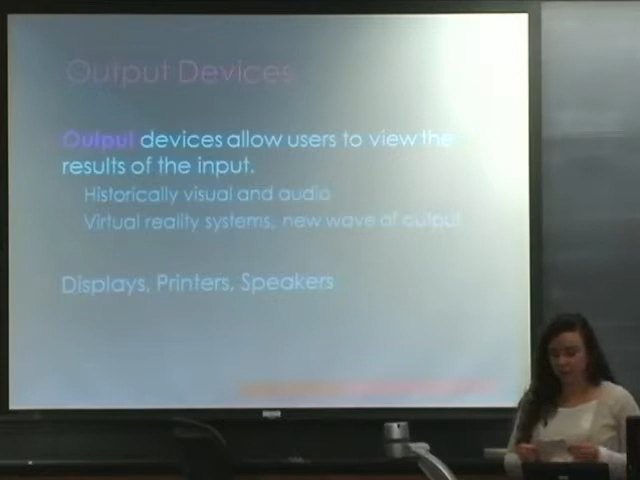 Output Devices
Output devices allow users to view the
results of the input.
Historically visual and audio
Virtual reality systems, new wave of output
Displays, Printers, Speakers